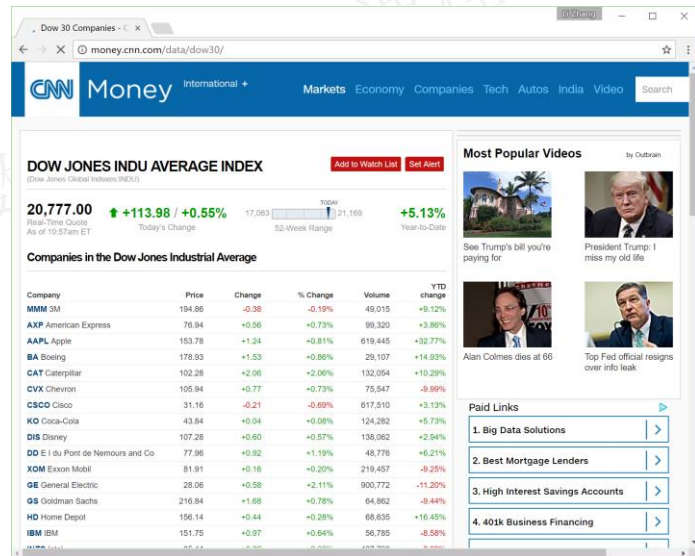 Dow 30 Companies - C
Li Zheng
money.cnn.com/data/dow30/
CNN Money International +
Markets Economy Companies Tech Autos India Video Search
DOW JONES INDU AVERAGE INDEX
(Dow Jones Global Indexes:INDU)
Add to Watch List Set Alert
20,777.00
Real-Time Quote
As of 10:57am ET
+113.98 / +0.55%
Today's Change
TODAY
17,063 21,169
52-Week Range
+5.13%
Year-to-Date
Companies in the Dow Jones Industrial Average
Company Price Change % Change Volume YTD change
MMM 3M 194.86 -0.38 -0.19% 49,015 +9.12%
AXP American Express 76.94 +0.56 +0.73% 99,320 +3.86%
AAPL Apple 153.78 +1.24 +0.81% 619,445 +32.77%
BA Boeing 178.93 +1.53 +0.86% 29,107 +14.93%
CAT Caterpillar 102.28 +2.06 +2.06% 132,054 +10.29%
CVX Chevron 105.94 +0.77 +0.73% 75,547 -9.99%
CSCO Cisco 31.16 -0.21 -0.69% 617,510 +3.13%
KO Coca-Cola 43.84 +0.04 +0.08% 124,282 +5.73%
DIS Disney 107.28 +0.60 +0.57% 138,062 +2.94%
DD E I du Pont de Nemours and Co 77.96 +0.92 +1.19% 48,776 +6.21%
XOM Exxon Mobil 81.91 +0.16 +0.20% 219,457 -9.25%
GE General Electric 28.06 +0.58 +2.11% 900,772 -11.20%
GS Goldman Sachs 216.84 +1.68 +0.78% 64,862 -9.44%
HD Home Depot 156.14 +0.44 +0.28% 68,635 +16.45%
IBM IBM 151.75 +0.97 +0.64% 56,785 -8.58%
Most Popular Videos
by Outbrain
See Trump's bill you're
paying for
President Trump: I
miss my old life
Alan Colmes dies at 66
Top Fed official resigns
over info leak
Paid Links
1. Big Data Solutions
2. Best Mortgage Lenders
3. High Interest Savings Accounts
4. 401k Business Financing